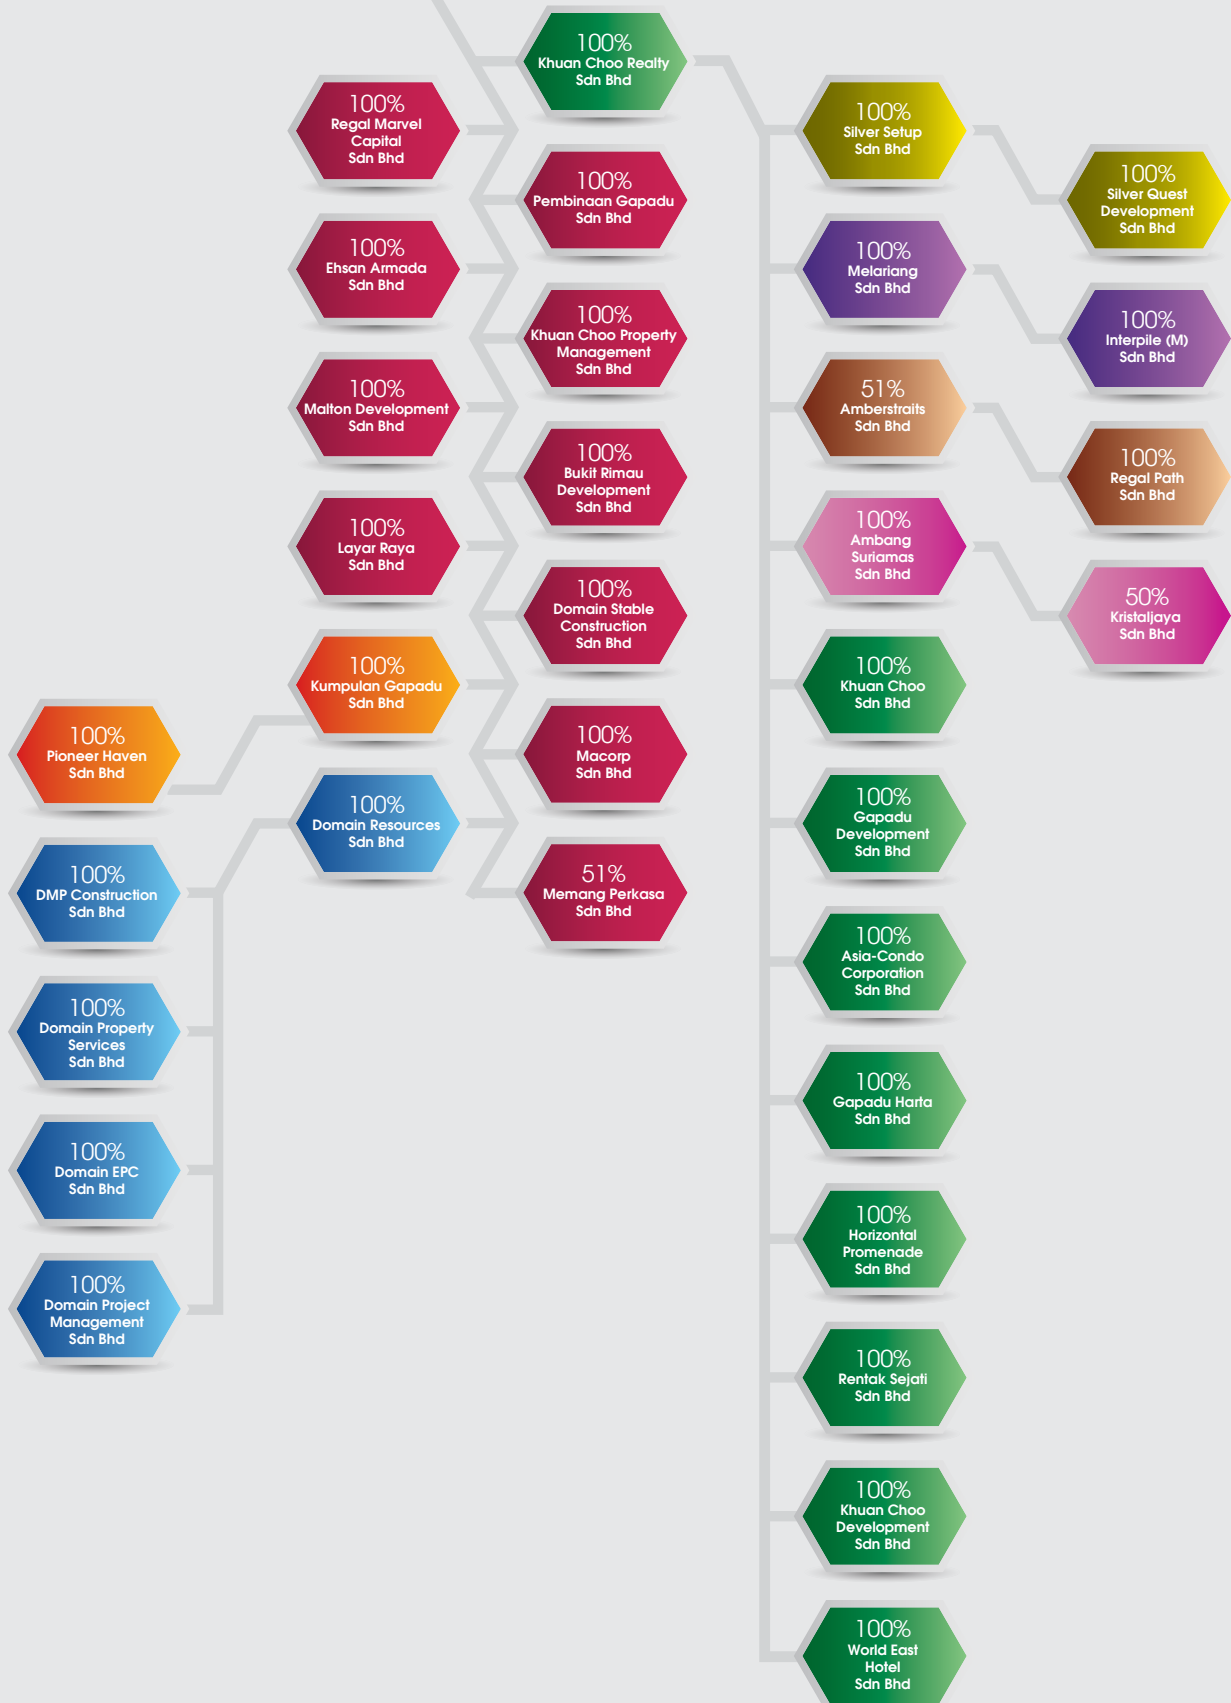 100%
Khuan Choo Realty
Sdn Bhd
100%
Regal Marvel
Capital
Sdn Bhd
100%
Pembinaan Gapadu
Sdn Bhd
100%
Ehsan Armada
Sdn Bhd
100%
Khuan Choo Property
Management
Sdn Bhd
100%
Malton Development
Sdn Bhd
100%
Bukit Rimau
Development
Sdn Bhd
100%
Layar Raya
Sdn Bhd
100%
Domain Stable
Construction
Sdn Bhd
100%
Kumpulan Gapadu
Sdn Bhd
100%
Macorp
Sdn Bhd
100%
Domain Resources
Sdn Bhd
51%
Memang Perkasa
Sdn Bhd
100%
Pioneer Haven
Sdn Bhd
100%
DMP Construction
Sdn Bhd
100%
Domain Property
Services
Sdn Bhd
100%
Domain EPC
Sdn Bhd
100%
Domain Project
Management
Sdn Bhd
100%
Silver Setup
Sdn Bhd
100%
Silver Quest
Development
Sdn Bhd
100%
Melariang
Sdn Bhd
100%
Interpile (M)
Sdn Bhd
51%
Amberstraits
Sdn Bhd
100%
Regal Path
Sdn Bhd
100%
Ambang
Suriamas
Sdn Bhd
50%
Kristaljaya
Sdn Bhd
100%
Khuan Choo
Sdn Bhd
100%
Gapadu
Development
Sdn Bhd
100%
Asia-Condo
Corporation
Sdn Bhd
100%
Gapadu Harta
Sdn Bhd
100%
Horizontal
Promenade
Sdn Bhd
100%
Rentak Sejati
Sdn Bhd
100%
Khuan Choo
Development
Sdn Bhd
100%
World East
Hotel
Sdn Bhd